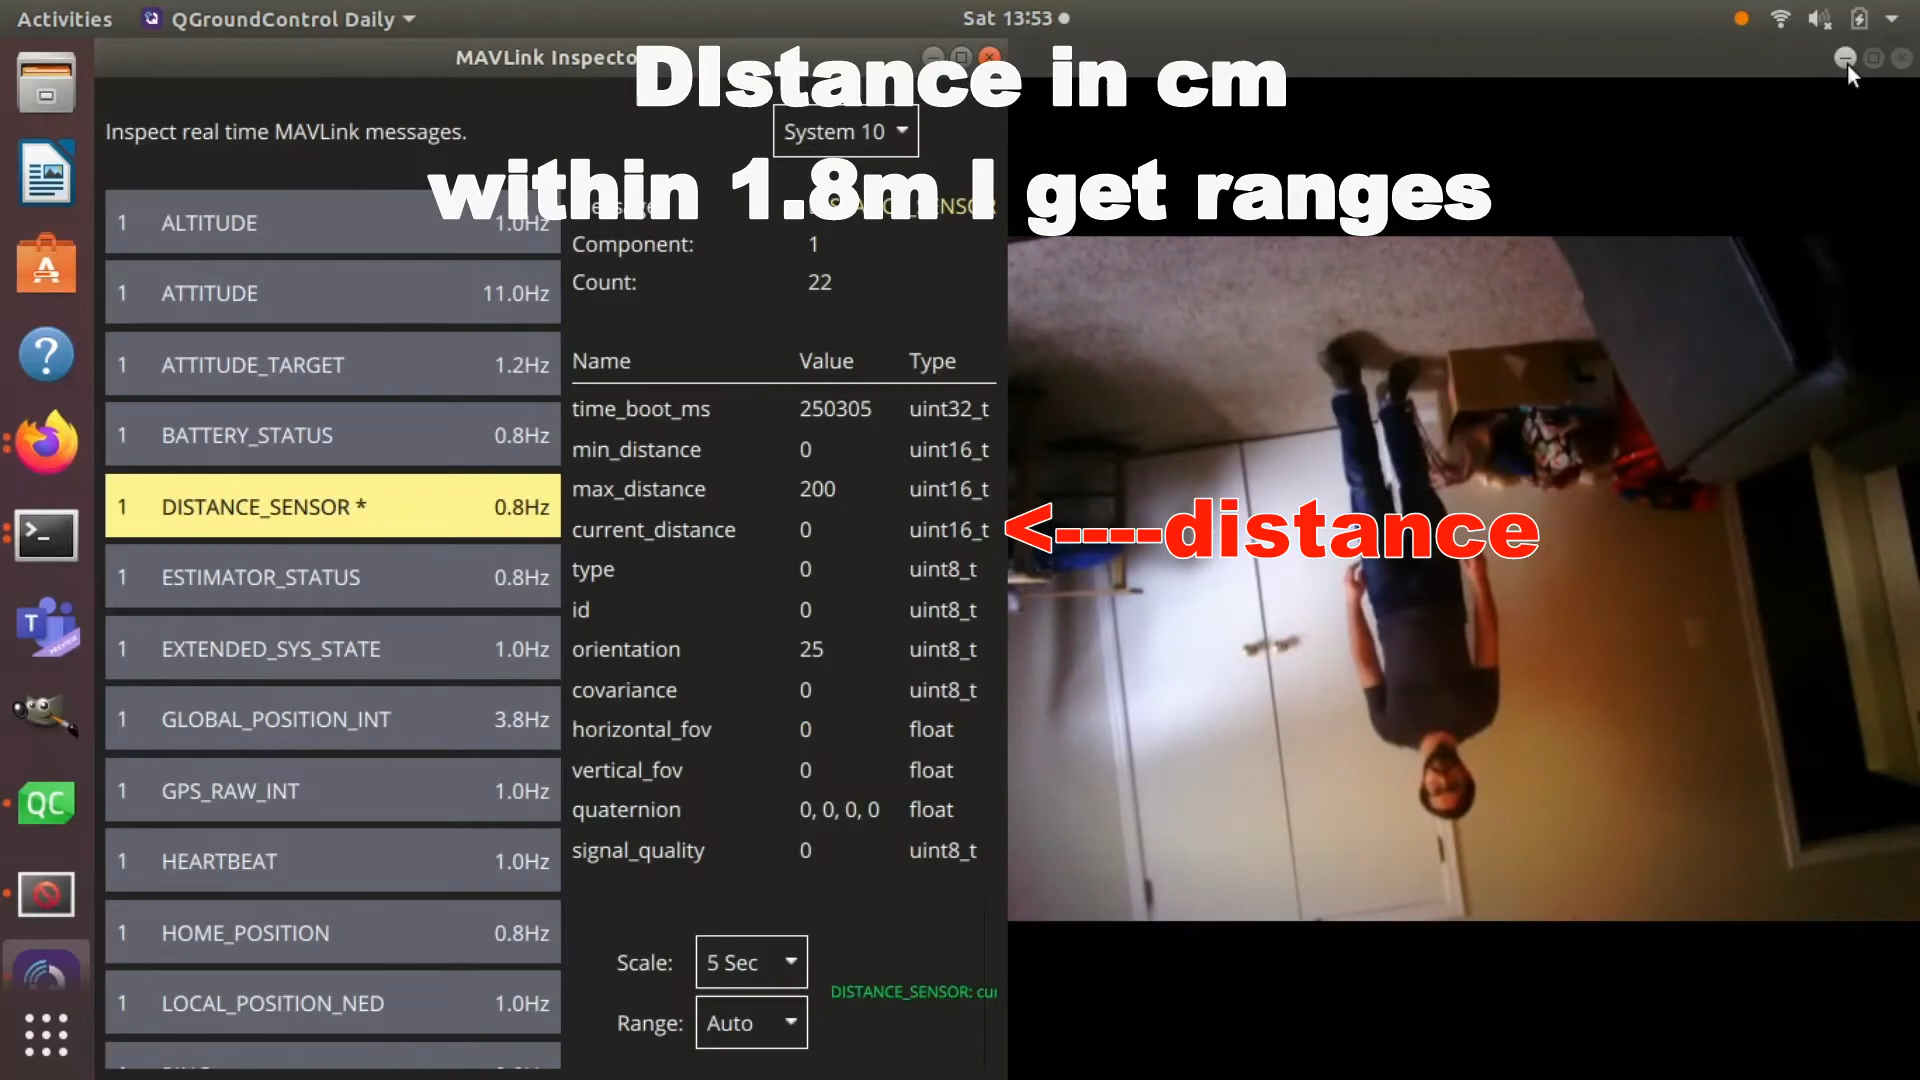 Activities
QGroundControl Daily
Sat 13:53
MAVLink Inspecto
DIstance in cm
within 1.8m I get ranges
Inspect real time MAVLink messages.
System 10
1 ALTITUDE 1.0Hz
1 ATTITUDE 11.0Hz
1 ATTITUDE_TARGET 1.2Hz
1 BATTERY_STATUS 0.8Hz
1 DISTANCE_SENSOR * 0.8Hz
1 ESTIMATOR_STATUS 0.8Hz
1 EXTENDED_SYS_STATE 1.0Hz
1 GLOBAL_POSITION_INT 3.8Hz
1 GPS_RAW_INT 1.0Hz
1 HEARTBEAT 1.0Hz
1 HOME_POSITION 0.8Hz
1 LOCAL_POSITION_NED 1.0Hz
Component: 1
Count: 22
Name Value Type
time_boot_ms 250305 uint32_t
min_distance 0 uint16_t
max_distance 200 uint16_t
current_distance 0 uint16_t
<----distance
type 0 uint8_t
id 0 uint8_t
orientation 25 uint8_t
covariance 0 uint8_t
horizontal_fov 0 float
vertical_fov 0 float
quaternion 0, 0, 0, 0 float
signal_quality 0 uint8_t
Scale: 5 Sec
DISTANCE_SENSOR: cur
Range: Auto
QC
T
PREVIEW